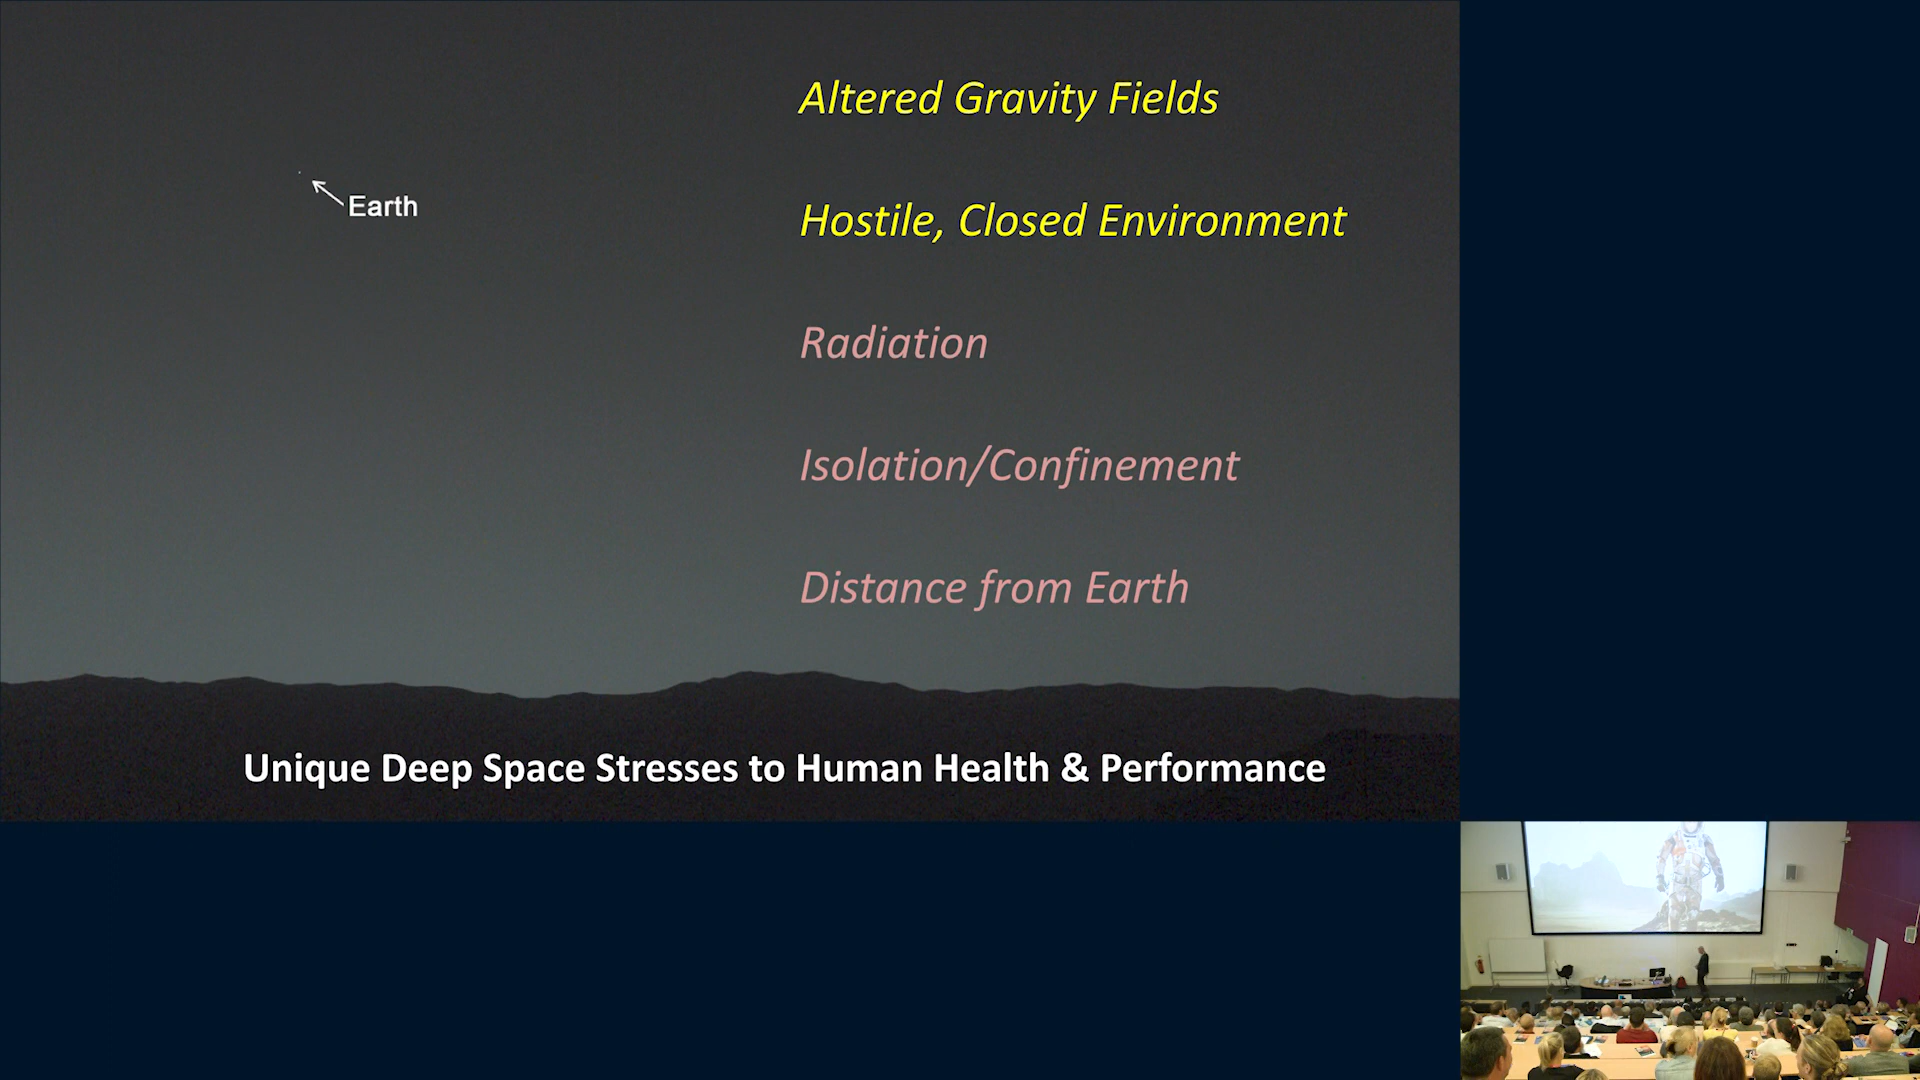 Altered Gravity Fields
Earth
Hostile, Closed Environment
Radiation
Isolation/Confinement
Distance from Earth
Unique Deep Space Stresses to Human Health & Performance